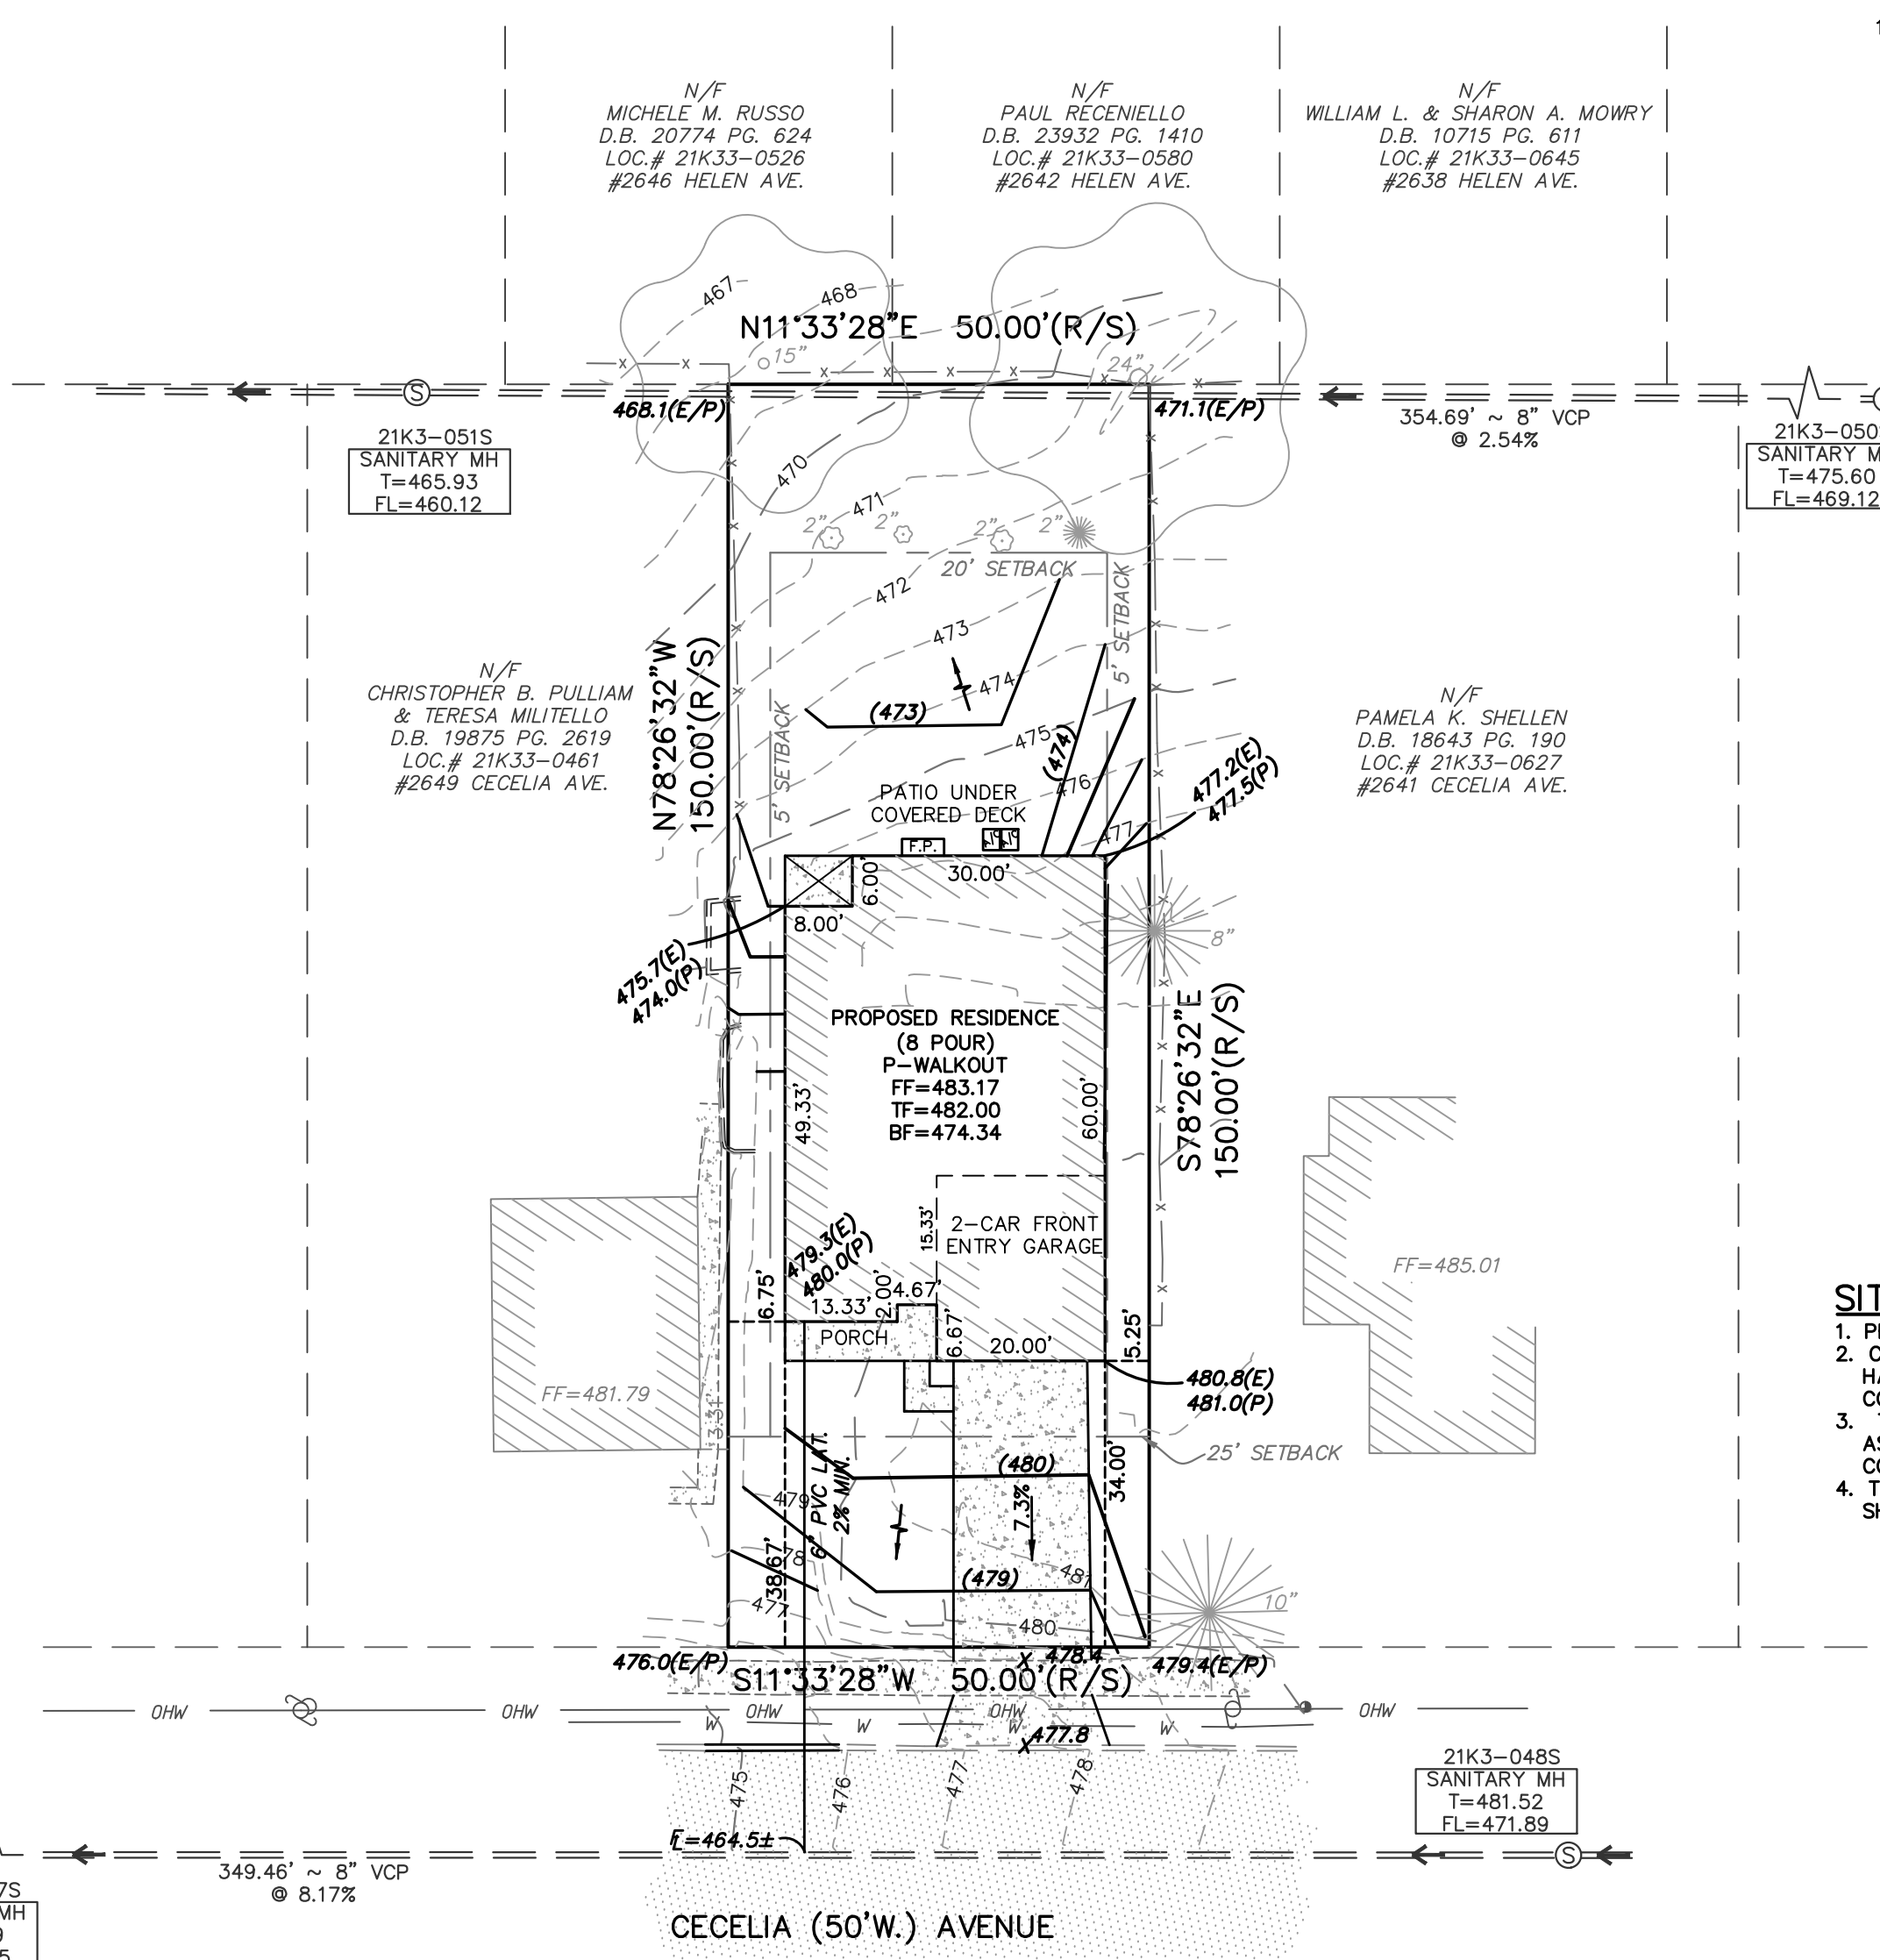 N/F
MICHELE M. RUSSO
D.B. 20774 PG. 624
LOC.# 21K33-0526
#2646 HELEN AVE.
N/F
PAUL RECENIELLO
D.B. 23932 PG. 1410
LOC.# 21K33-0580
#2642 HELEN AVE.
N/F
WILLIAM L. & SHARON A. MOWRY
D.B. 10715 PG. 611
LOC.# 21K33-0645
#2638 HELEN AVE.
467
468
N11°33'28"E 50.00'(R/S)
15"
24"
468.1(E/P)
471.1(E/P)
S
21K3-051S
SANITARY MH
T=465.93
FL=460.12
354.69' ~ 8" VCP
@ 2.54%
SANITARY
T=475.60
FL=469.12
470
471
2"
2"
2"
2"
20' SETBACK
5' SETBACK
472
473
474
(473)
475
(474)
476
477
N78°26'32"W
150.00'(R/S)
5' SETBACK
N/F
CHRISTOPHER B. PULLIAM
& TERESA MILITELLO
D.B. 19875 PG. 2619
LOC.# 21K33-0461
#2649 CECELIA AVE.
N/F
PAMELA K. SHELLEN
D.B. 18643 PG. 190
LOC.# 21K33-0627
#2641 CECELIA AVE.
477.2(E)
477.5(P)
PATIO UNDER
COVERED DECK
F.P.
A/C
A/C
30.00'
6.00'
8.00'
475.7(E)
474.0(P)
8"
PROPOSED RESIDENCE
(8 POUR)
P-WALKOUT
FF=483.17
TF=482.00
BF=474.34
49.33'
60.00'
S78°26'32"E
150.00'(R/S)
15.33'
2-CAR FRONT
ENTRY GARAGE
479.3(E)
480.0(P)
6.75'
13.33'
2.00'
4.67'
PORCH
6.67'
20.00'
5.25'
FF=485.01
FF=481.79
13.31'
480.8(E)
481.0(P)
25' SETBACK
34.00'
(480)
7.3%
6" PVC LAT.
2% MIN.
479
78
38.67'
477
(479)
481
480
10"
476.0(E/P)
X 478.4
479.4(E/P)
S11°33'28"W 50.00'(R/S)
OHW
OHW
OHW
OHW
OHW
W
W
W
W
X 477.8
475
476
477
478
21K3-048S
SANITARY MH
T=481.52
FL=471.89
S
FL=464.5±
349.46' ~ 8" VCP
@ 8.17%
7S
MH
CECELIA (50'W.) AVENUE
SIT
1.
2.
3.
4.